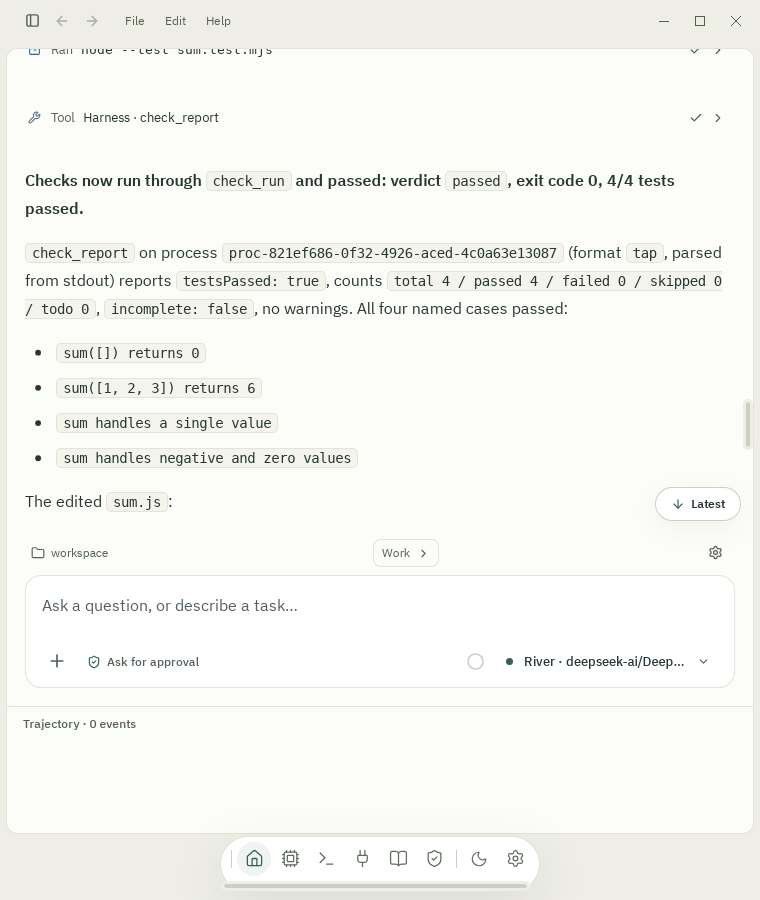 File Edit Help
Ran node --test sum.test.mjs
Tool Harness · check_report
Checks now run through check_run and passed: verdict passed, exit code 0, 4/4 tests
passed.
check_report on process proc-821ef686-0f32-4926-aced-4c0a63e13087 (format tap, parsed
from stdout) reports testsPassed: true, counts total 4 / passed 4 / failed 0 / skipped 0
/ todo 0, incomplete: false, no warnings. All four named cases passed:
sum([]) returns 0
sum([1, 2, 3]) returns 6
sum handles a single value
sum handles negative and zero values
The edited sum.js:
Latest
workspace
Work
Ask a question, or describe a task...
Ask for approval
River · deepseek-ai/Deep...
Trajectory · 0 events